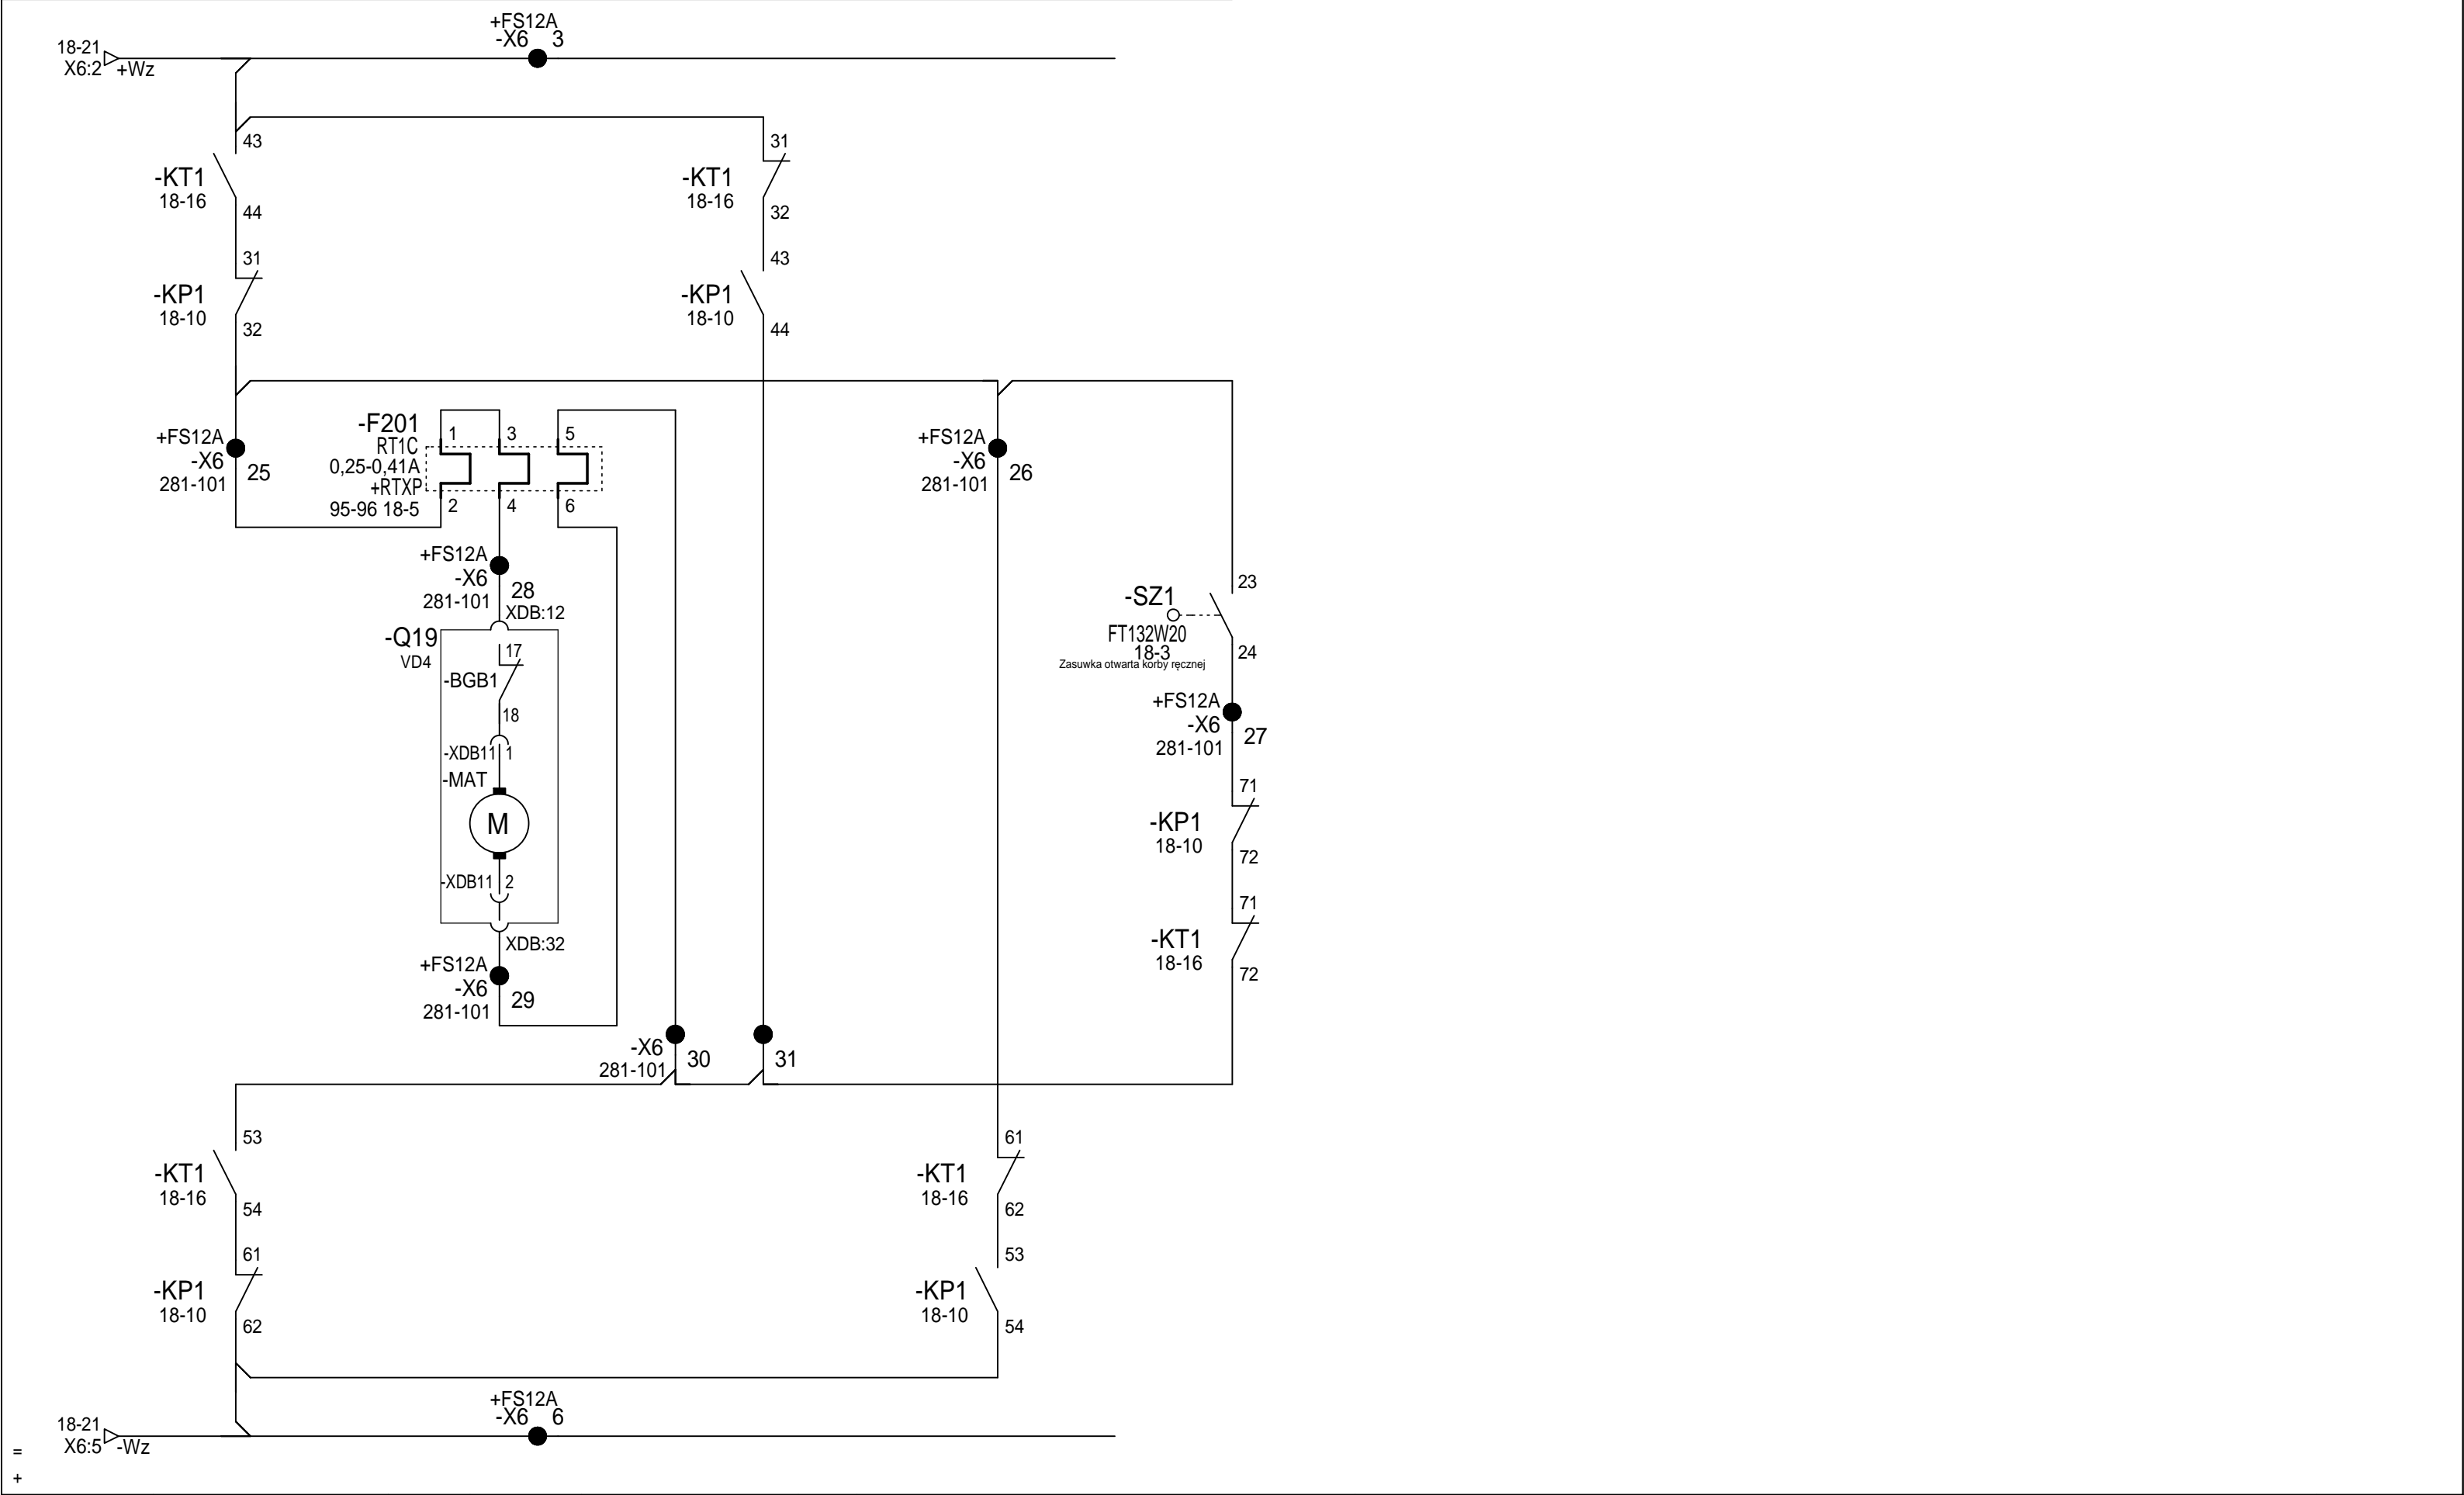 +FS12A
-X6 3
18-21
X6:2 +Wz
43
-KT1
18-16
44
31
-KP1
18-10
32
31
-KT1
18-16
32
43
-KP1
18-10
44
+FS12A
-X6
281-101
25
-F201
RT1C
0,25-0,41A
+RTXP
95-96 18-5
1 3 5
2 4 6
+FS12A
-X6
281-101
26
+FS12A
-X6
281-101
28
XDB:12
-Q19
VD4
17
-BGB1
18
-XDB11 1
-MAT
M
-XDB11 2
XDB:32
+FS12A
-X6
281-101
29
23
-SZ1
FT132W20
18-3
24
Zasuwka otwarta korby ręcznej
+FS12A
-X6
281-101
27
71
-KP1
18-10
72
71
-KT1
18-16
72
-X6
281-101
30
31
53
-KT1
18-16
54
61
-KP1
18-10
62
61
-KT1
18-16
62
53
-KP1
18-10
54
+FS12A
-X6 6
18-21
X6:5 -Wz
=
+